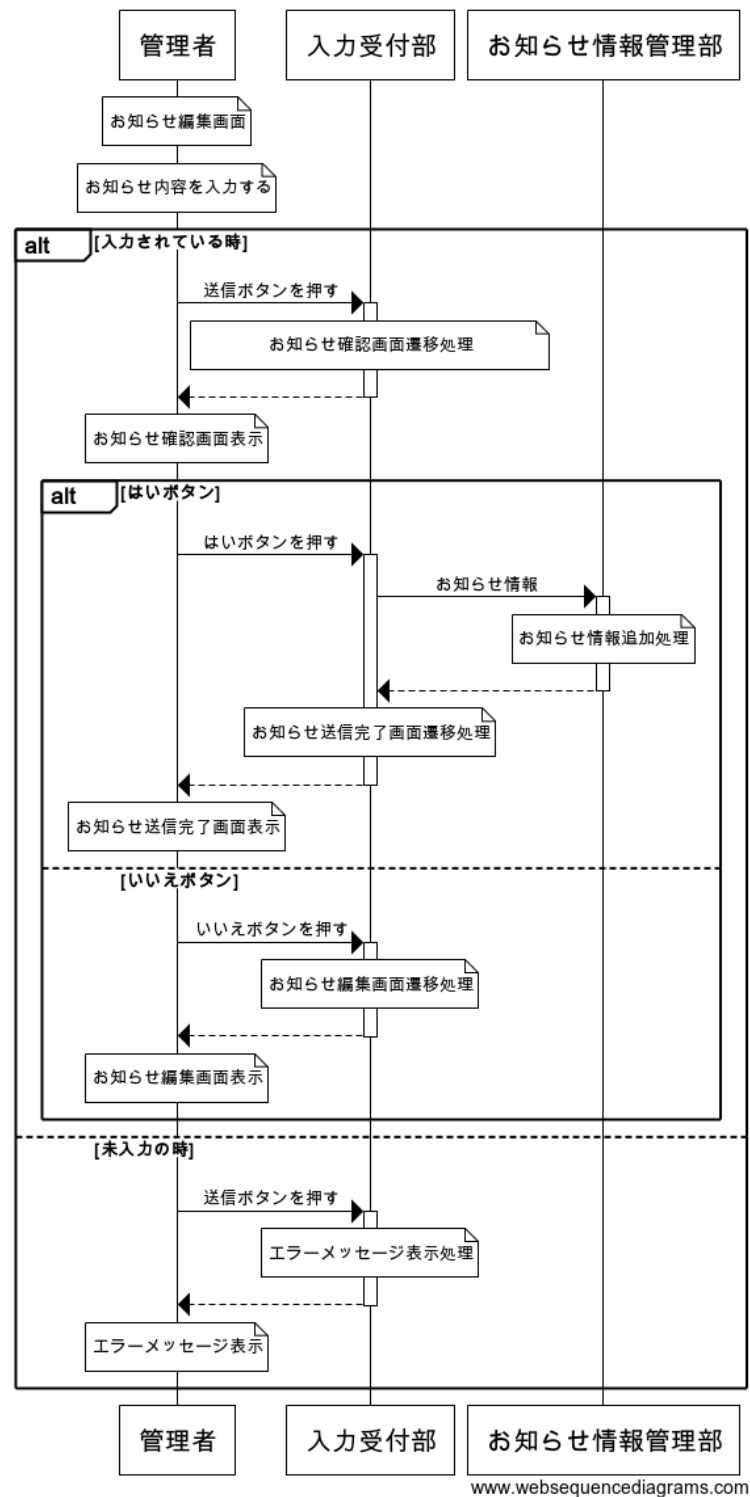 管理者
入力受付部
お知らせ情報管理部
お知らせ編集画面
お知らせ内容を入力する
alt
[入力されている時]
送信ボタンを押す
お知らせ確認画面遷移処理
お知らせ確認画面表示
alt
[はいボタン]
はいボタンを押す
お知らせ情報
お知らせ情報追加処理
お知らせ送信完了画面遷移処理
お知らせ送信完了画面表示
[いいえボタン]
いいえボタンを押す
お知らせ編集画面遷移処理
お知らせ編集画面表示
[未入力の時]
送信ボタンを押す
エラーメッセージ表示処理
エラーメッセージ表示
管理者
入力受付部
お知らせ情報管理部
www.websequencediagrams.com